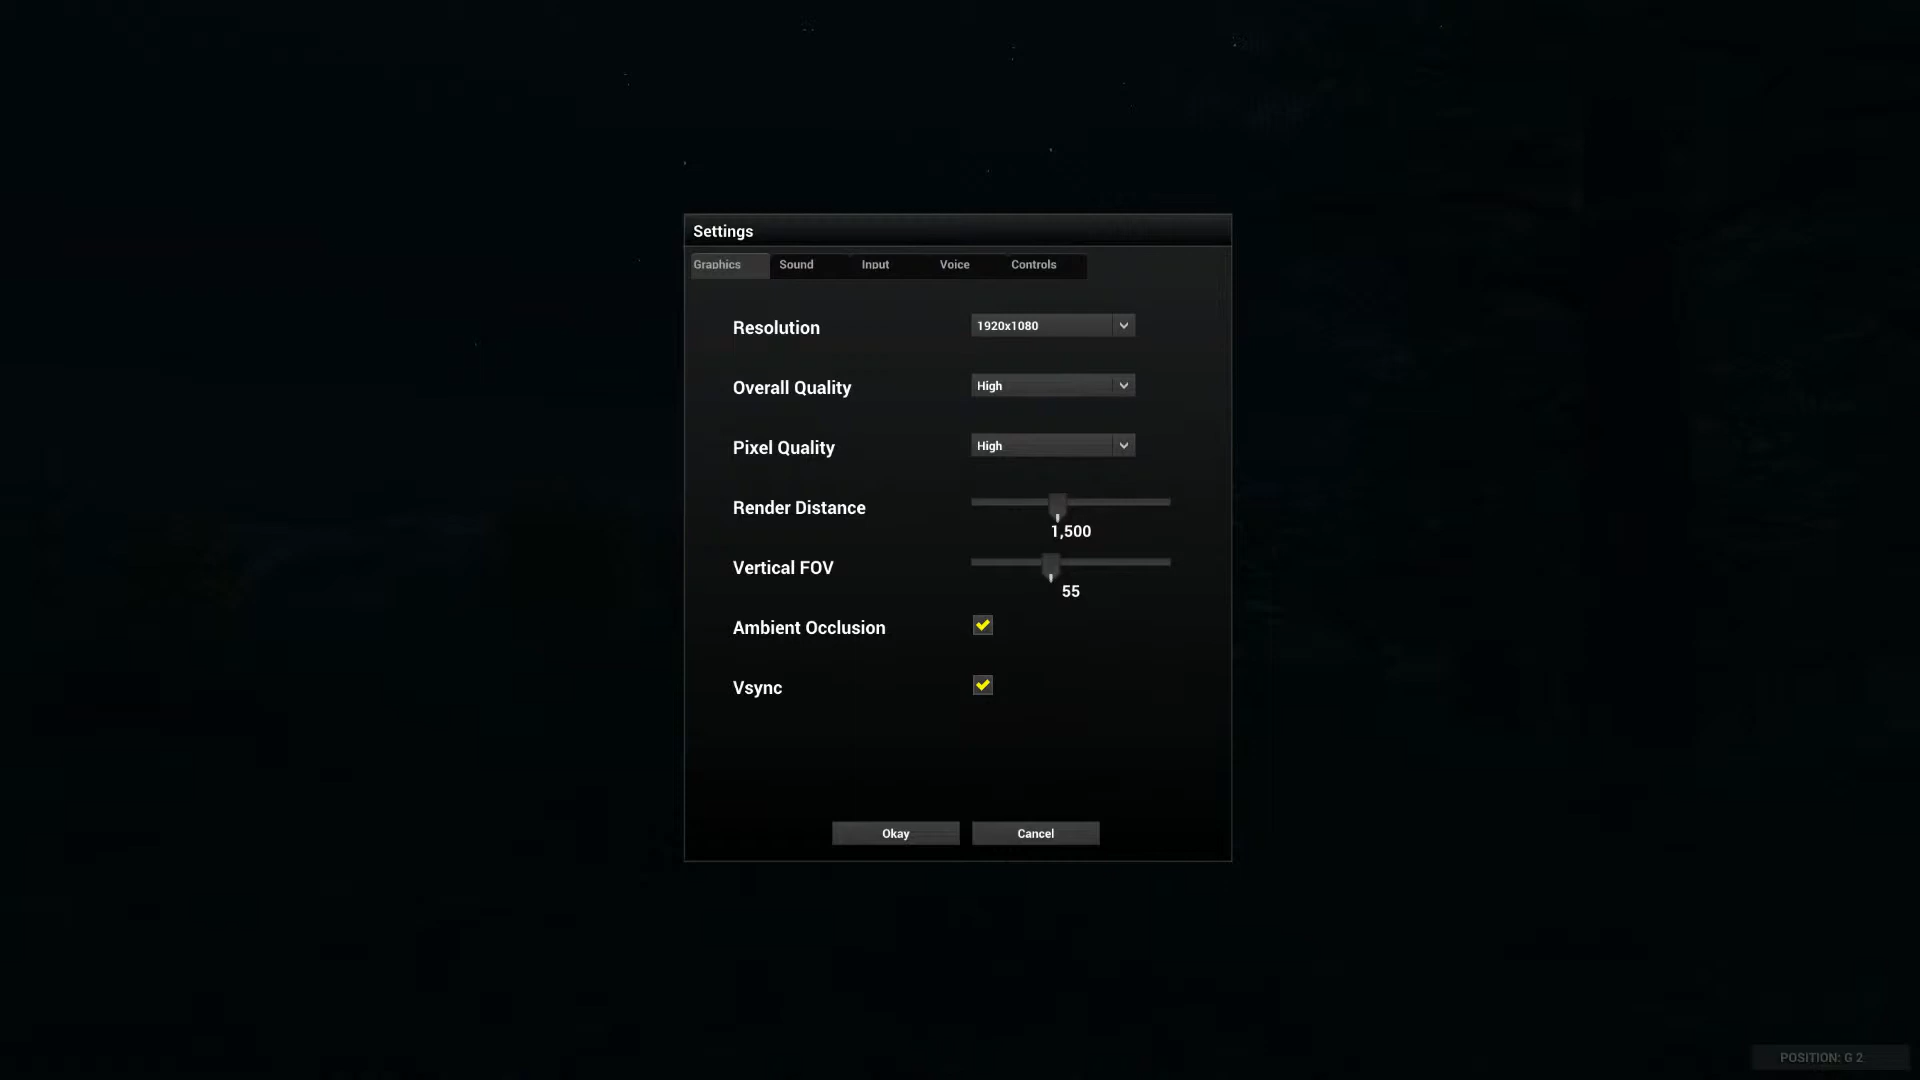 Settings
Graphics Sound Input Voice Controls
Resolution 1920x1080
Overall Quality High
Pixel Quality High
Render Distance
1,500
Vertical FOV
55
Ambient Occlusion
Vsync
Okay Cancel
POSITION: G 2